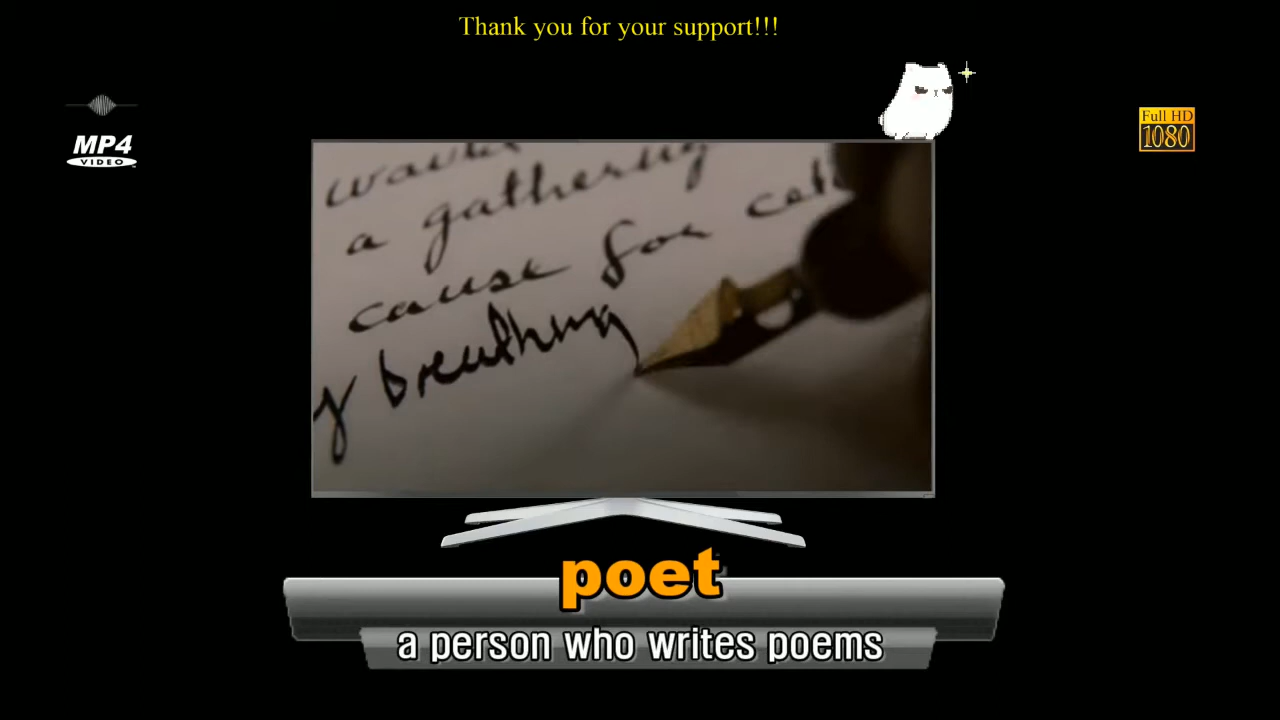 Thank you for your support!!!
Full HD
1080
MP4
VIDEO
a gathering
cause for
breathing
poet
a person who writes poems